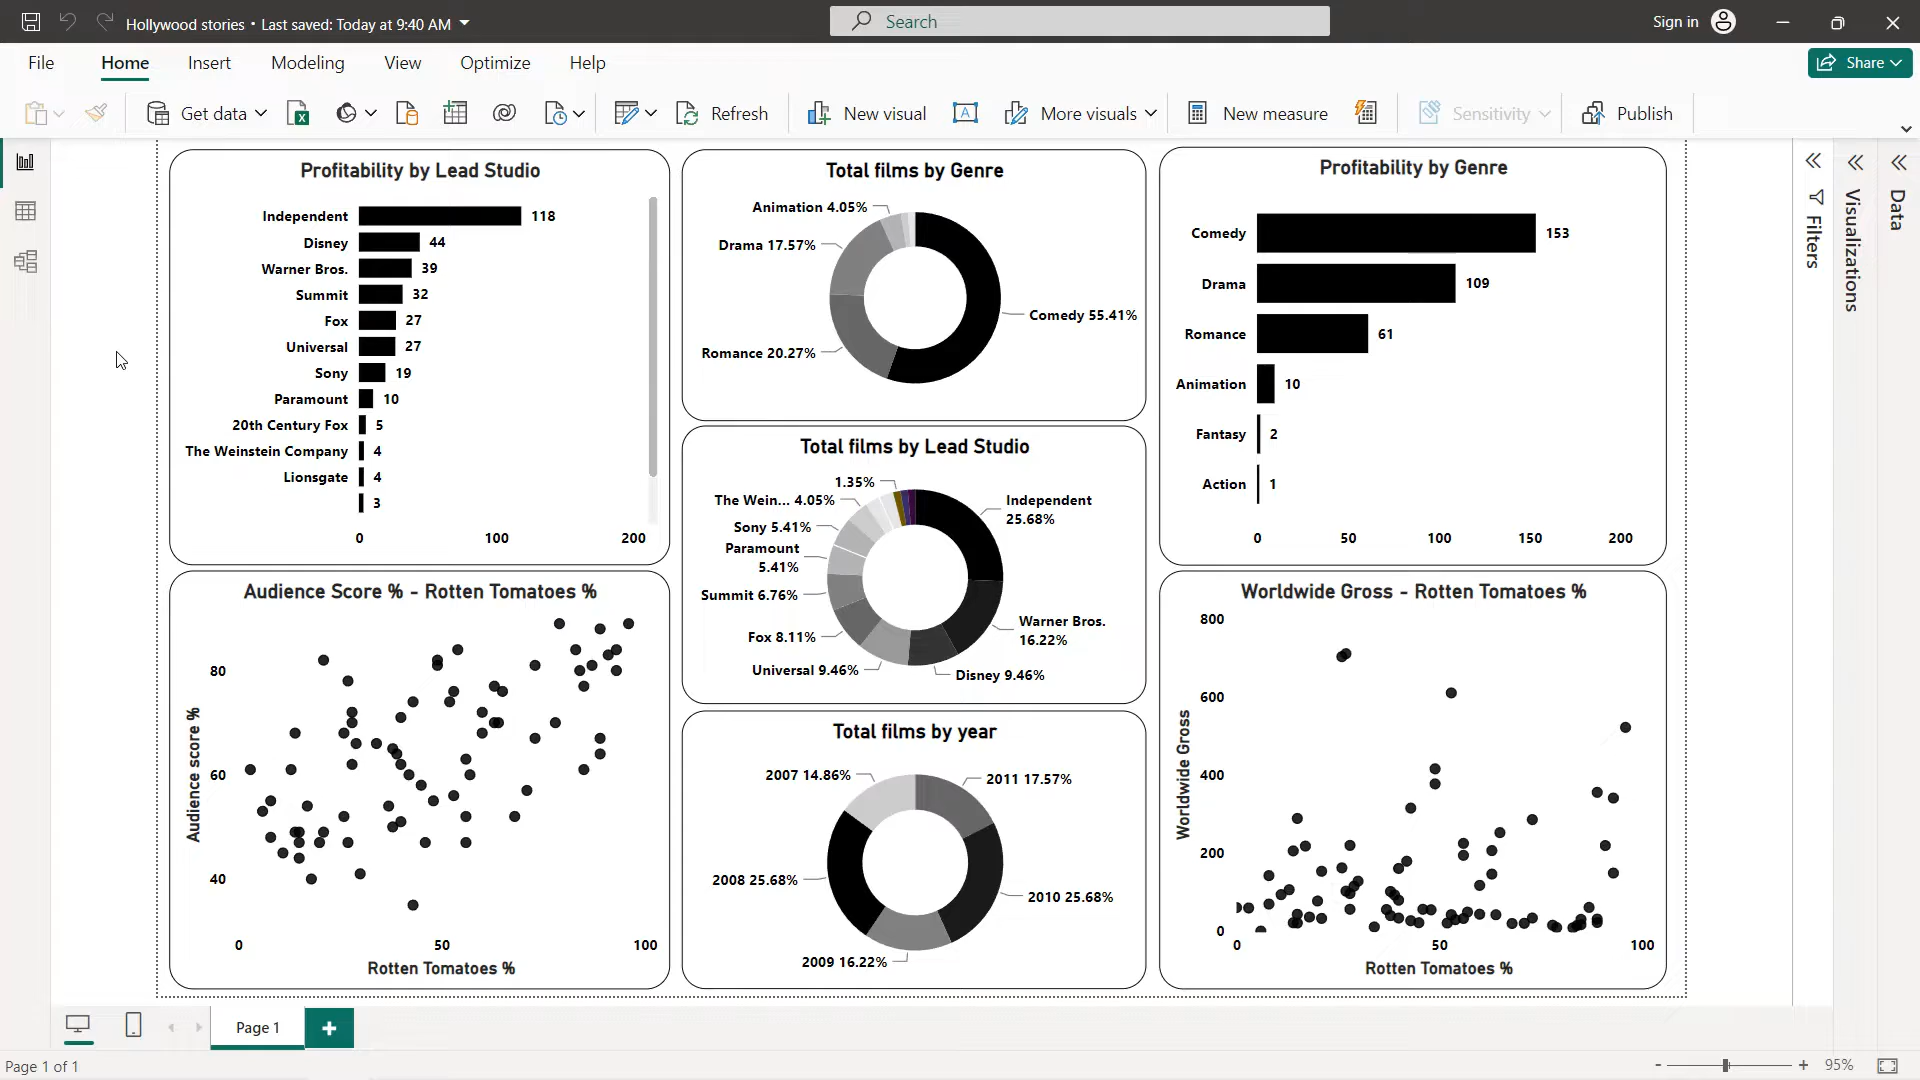 Hollywood stories • Last saved: Today at 9:40 AM
Search
Sign in
File
Home
Insert
Modeling
View
Optimize
Help
Share
Get data
Refresh
New visual
More visuals
New measure
Sensitivity
Publish
Profitability by Lead Studio
Independent 118
Disney 44
Warner Bros. 39
Summit 32
Fox 27
Universal 27
Sony 19
Paramount 10
20th Century Fox 5
The Weinstein Company 4
Lionsgate 4
3
0 100 200
Total films by Genre
Animation 4.05%
Drama 17.57%
Comedy 55.41%
Romance 20.27%
Profitability by Genre
Comedy 153
Drama 109
Romance 61
Animation 10
Fantasy 2
Action 1
0 50 100 150 200
Filters
Visualizations
Data
Total films by Lead Studio
1.35%
The Wein... 4.05%
Independent
25.68%
Sony 5.41%
Paramount
5.41%
Summit 6.76%
Warner Bros.
16.22%
Fox 8.11%
Universal 9.46%
Disney 9.46%
Audience Score % - Rotten Tomatoes %
Audience score %
80
60
40
0 50 100
Rotten Tomatoes %
Total films by year
2007 14.86%
2011 17.57%
2008 25.68%
2010 25.68%
2009 16.22%
Worldwide Gross - Rotten Tomatoes %
Worldwide Gross
800
600
400
200
0
0 50 100
Rotten Tomatoes %
Page 1
Page 1 of 1
95%